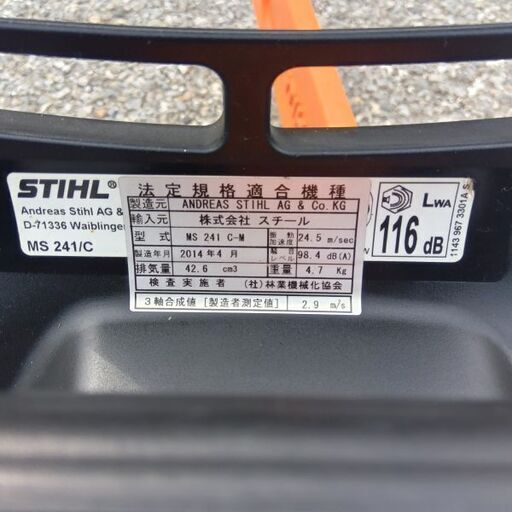 STIHL®
Andreas Stihl AG &
D-71336 Waiblingen
MS 241/C
法定規格適合機種
製造元 ANDREAS STIHL AG & Co. KG
輸入元 株式会社 スチール
型式 MS 241 C-M 振動加速度 24.5 m/sec
製造年月 2014年4月 騒音レベル 98.4 dB(A)
排気量 42.6 cm3 重量 4.7 Kg
検査実施者 (社)林業機械化協会
3軸合成値 [製造者測定値] 2.9 m/s
LWA
116 dB
1143 967 3301A S